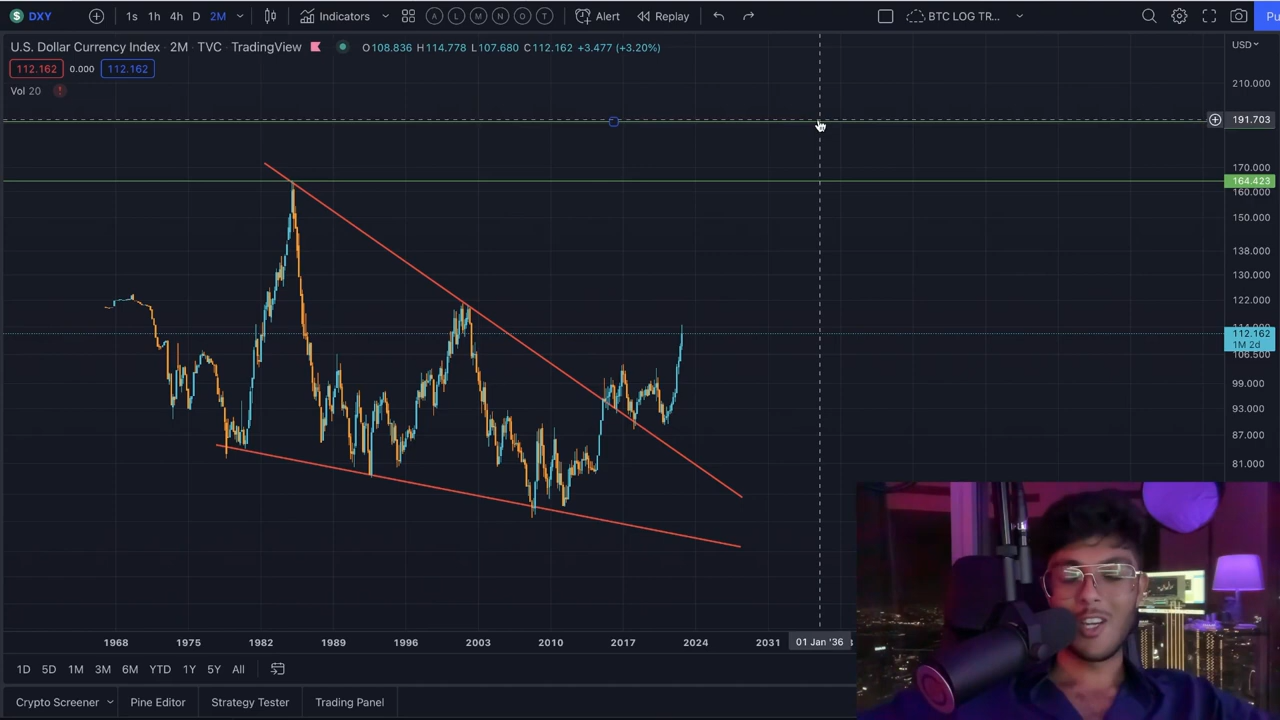 DXY 1s 1h 4h D 2M Indicators A L M N O T Alert Replay BTC LOG TR...
U.S. Dollar Currency Index · 2M · TVC · TradingView O108.836 H114.778 L107.680 C112.162 +3.477 (+3.20%) USD
112.162 0.000 112.162
Vol 20
210.000
191.703
170.000
164.423
160.000
150.000
138.000
130.000
122.000
112.162
1M 2d
106.500
99.000
93.000
87.000
81.000
1968 1975 1982 1989 1996 2003 2010 2017 2024 2031 01 Jan '36
1D 5D 1M 3M 6M YTD 1Y 5Y All
Crypto Screener Pine Editor Strategy Tester Trading Panel